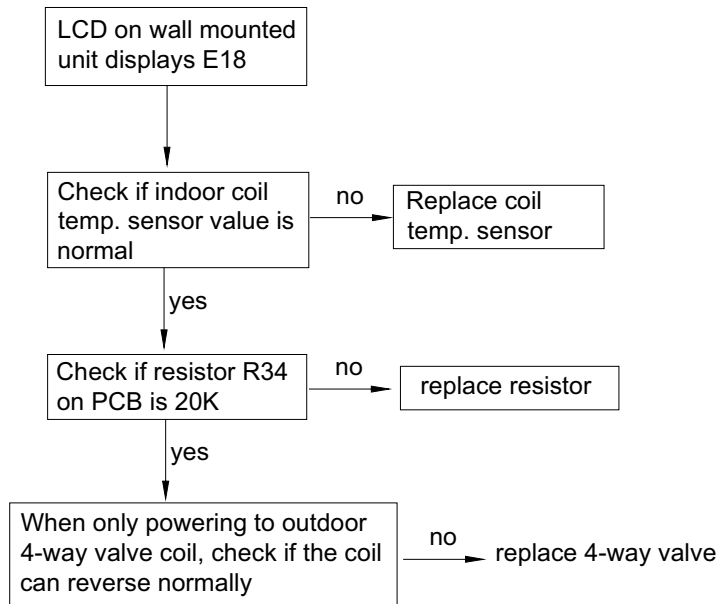 LCD on wall mounted
unit displays E18
Check if indoor coil
temp. sensor value is
normal
no
Replace coil
temp. sensor
yes
Check if resistor R34
on PCB is 20K
no
replace resistor
yes
When only powering to outdoor
4-way valve coil, check if the coil
can reverse normally
no
replace 4-way valve